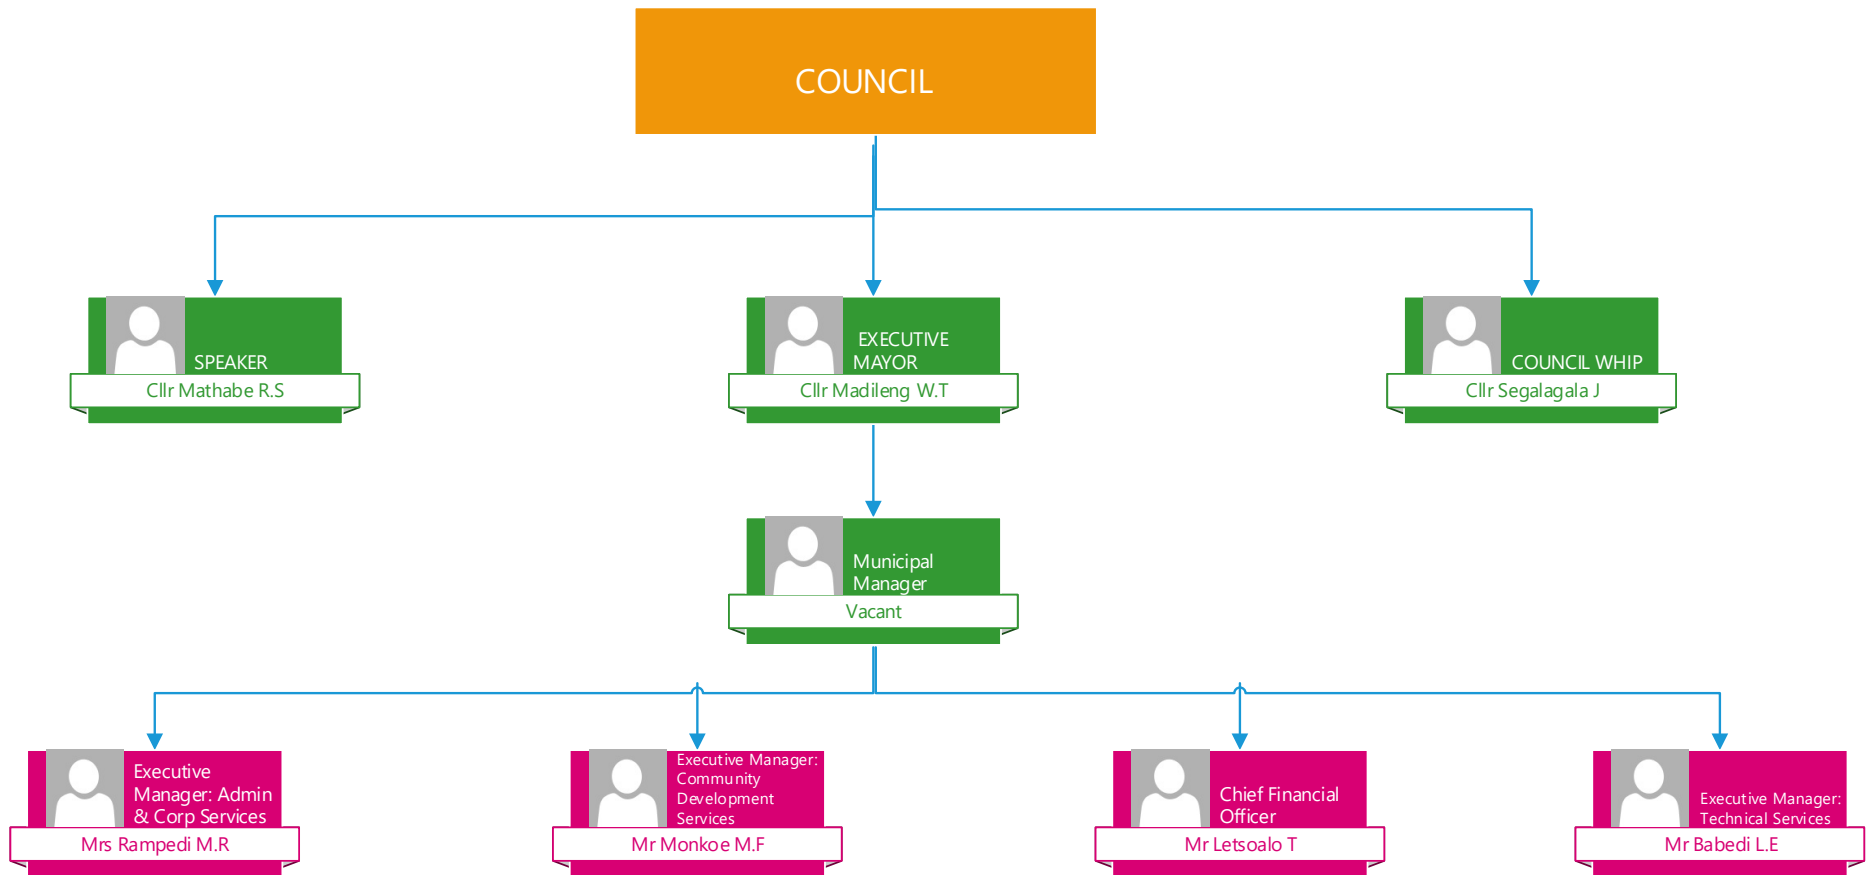 COUNCIL
SPEAKER
Cllr Mathabe R.S
EXECUTIVE
MAYOR
Cllr Madileng W.T
COUNCIL WHIP
Cllr Segalagala J
Municipal
Manager
Vacant
Executive
Manager: Admin
& Corp Services
Mrs Rampedi M.R
Executive Manager:
Community
Development
Services
Mr Monkoe M.F
Chief Financial
Officer
Mr Letsoalo T
Executive Manager:
Technical Services
Mr Babedi L.E